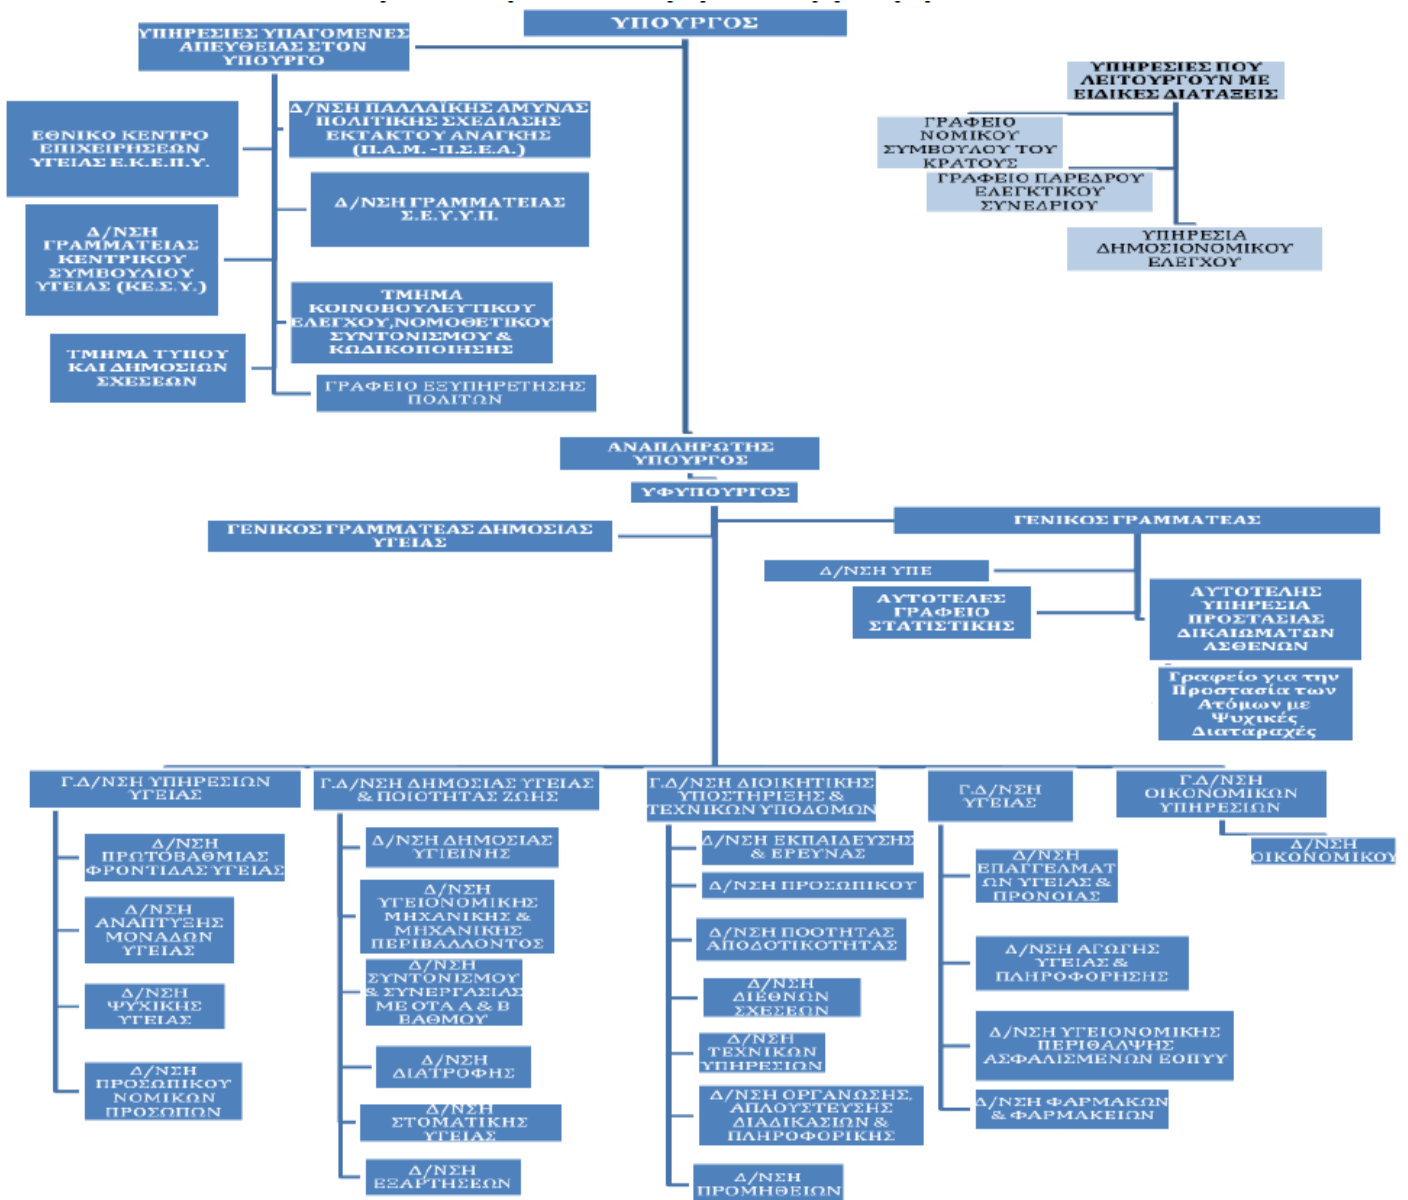 ΥΠΟΥΡΓΟΣ
ΥΠΗΡΕΣΙΕΣ ΥΠΑΓΟΜΕΝΕΣ
ΑΠΕΥΘΕΙΑΣ ΣΤΟΝ
ΥΠΟΥΡΓΟ
ΥΠΗΡΕΣΙΕΣ ΠΟΥ
ΛΕΙΤΟΥΡΓΟΥΝ ΜΕ
ΕΙΔΙΚΕΣ ΔΙΑΤΑΞΕΙΣ
ΕΘΝΙΚΟ ΚΕΝΤΡΟ
ΕΠΙΧΕΙΡΗΣΕΩΝ
ΥΓΕΙΑΣ Ε.Κ.Ε.Π.Υ.
Δ/ΝΣΗ ΠΑΛΛΑΪΚΗΣ ΑΜΥΝΑΣ
ΠΟΛΙΤΙΚΗΣ ΣΧΕΔΙΑΣΗΣ
ΕΚΤΑΚΤΟΥ ΑΝΑΓΚΗΣ
(Π.Α.Μ. -Π.Σ.Ε.Α.)
ΓΡΑΦΕΙΟ
ΝΟΜΙΚΟΥ
ΣΥΜΒΟΥΛΟΥ ΤΟΥ
ΚΡΑΤΟΥΣ
ΓΡΑΦΕΙΟ ΠΑΡΕΔΡΟΥ
ΕΛΕΓΚΤΙΚΟΥ
ΣΥΝΕΔΡΙΟΥ
ΥΠΗΡΕΣΙΑ
ΔΗΜΟΣΙΟΝΟΜΙΚΟΥ
ΕΛΕΓΧΟΥ
Δ/ΝΣΗ ΓΡΑΜΜΑΤΕΙΑΣ
Σ.Ε.Υ.Υ.Π.
Δ/ΝΣΗ
ΓΡΑΜΜΑΤΕΙΑΣ
ΚΕΝΤΡΙΚΟΥ
ΣΥΜΒΟΥΛΙΟΥ
ΥΓΕΙΑΣ (ΚΕ.Σ.Υ.)
ΤΜΗΜΑ
ΚΟΙΝΟΒΟΥΛΕΥΤΙΚΟΥ
ΕΛΕΓΧΟΥ,ΝΟΜΟΘΕΤΙΚΟΥ
ΣΥΝΤΟΝΙΣΜΟΥ &
ΚΩΔΙΚΟΠΟΙΗΣΗΣ
ΤΜΗΜΑ ΤΥΠΟΥ
ΚΑΙ ΔΗΜΟΣΙΩΝ
ΣΧΕΣΕΩΝ
ΓΡΑΦΕΙΟ ΕΞΥΠΗΡΕΤΗΣΗΣ
ΠΟΛΙΤΩΝ
ΑΝΑΠΛΗΡΩΤΗΣ
ΥΠΟΥΡΓΟΣ
ΥΦΥΠΟΥΡΓΟΣ
ΓΕΝΙΚΟΣ ΓΡΑΜΜΑΤΕΑΣ ΔΗΜΟΣΙΑΣ
ΥΓΕΙΑΣ
ΓΕΝΙΚΟΣ ΓΡΑΜΜΑΤΕΑΣ
Δ/ΝΣΗ ΥΠΕ
ΑΥΤΟΤΕΛΕΣ
ΓΡΑΦΕΙΟ
ΣΤΑΤΙΣΤΙΚΗΣ
ΑΥΤΟΤΕΛΗΣ
ΥΠΗΡΕΣΙΑ
ΠΡΟΣΤΑΣΙΑΣ
ΔΙΚΑΙΩΜΑΤΩΝ
ΑΣΘΕΝΩΝ
Γραφείο για την
Προστασία των
Ατόμων με
Ψυχικές
Διαταραχές
Γ.Δ/ΝΣΗ ΥΠΗΡΕΣΙΩΝ
ΥΓΕΙΑΣ
Δ/ΝΣΗ
ΠΡΩΤΟΒΑΘΜΙΑΣ
ΦΡΟΝΤΙΔΑΣ ΥΓΕΙΑΣ
Δ/ΝΣΗ
ΑΝΑΠΤΥΞΗΣ
ΜΟΝΑΔΩΝ
ΥΓΕΙΑΣ
Δ/ΝΣΗ
ΨΥΧΙΚΗΣ
ΥΓΕΙΑΣ
Δ/ΝΣΗ
ΠΡΟΣΩΠΙΚΟΥ
ΝΟΜΙΚΩΝ
ΠΡΟΣΩΠΩΝ
Γ.Δ/ΝΣΗ ΔΗΜΟΣΙΑΣ ΥΓΕΙΑΣ
& ΠΟΙΟΤΗΤΑΣ ΖΩΗΣ
Δ/ΝΣΗ ΔΗΜΟΣΙΑΣ
ΥΓΙΕΙΝΗΣ
Δ/ΝΣΗ
ΥΓΕΙΟΝΟΜΙΚΗΣ
ΜΗΧΑΝΙΚΗΣ &
ΜΗΧΑΝΙΚΗΣ
ΠΕΡΙΒΑΛΛΟΝΤΟΣ
Δ/ΝΣΗ
ΣΥΝΤΟΝΙΣΜΟΥ
& ΣΥΝΕΡΓΑΣΙΑΣ
ΜΕ ΟΤΑ Α & Β
ΒΑΘΜΟΥ
Δ/ΝΣΗ
ΔΙΑΤΡΟΦΗΣ
Δ/ΝΣΗ
ΣΤΟΜΑΤΙΚΗΣ
ΥΓΕΙΑΣ
Δ/ΝΣΗ
ΕΞΑΡΤΗΣΕΩΝ
Γ.Δ/ΝΣΗ ΔΙΟΙΚΗΤΙΚΗΣ
ΥΠΟΣΤΗΡΙΞΗΣ &
ΤΕΧΝΙΚΩΝ ΥΠΟΔΟΜΩΝ
Δ/ΝΣΗ ΕΚΠΑΙΔΕΥΣΗΣ
& ΕΡΕΥΝΑΣ
Δ/ΝΣΗ ΠΡΟΣΩΠΙΚΟΥ
Δ/ΝΣΗ ΠΟΟΤΗΤΑΣ
ΑΠΟΔΟΤΙΚΟΤΗΤΑΣ
Δ/ΝΣΗ
ΔΙΕΘΝΩΝ
ΣΧΕΣΕΩΝ
Δ/ΝΣΗ
ΤΕΧΝΙΚΩΝ
ΥΠΗΡΕΣΙΩΝ
Δ/ΝΣΗ ΟΡΓΑΝΩΣΗΣ,
ΑΠΛΟΥΣΤΕΥΣΗΣ
ΔΙΑΔΙΚΑΣΙΩΝ &
ΠΛΗΡΟΦΟΡΙΚΗΣ
Δ/ΝΣΗ
ΠΡΟΜΗΘΕΙΩΝ
Γ.Δ/ΝΣΗ
ΥΓΕΙΑΣ
Δ/ΝΣΗ
ΕΠΑΓΓΕΛΜΑΤ
ΩΝ ΥΓΕΙΑΣ &
ΠΡΟΝΟΙΑΣ
Δ/ΝΣΗ ΑΓΩΓΗΣ
ΥΓΕΙΑΣ &
ΠΛΗΡΟΦΟΡΗΣΗΣ
Δ/ΝΣΗ ΥΓΕΙΟΝΟΜΙΚΗΣ
ΠΕΡΙΘΑΛΨΗΣ
ΑΣΦΑΛΙΣΜΕΝΩΝ ΕΟΠΥΥ
Δ/ΝΣΗ ΦΑΡΜΑΚΩΝ
& ΦΑΡΜΑΚΕΙΩΝ
Γ.Δ/ΝΣΗ
ΟΙΚΟΝΟΜΙΚΩΝ
ΥΠΗΡΕΣΙΩΝ
Δ/ΝΣΗ
ΟΙΚΟΝΟΜΙΚΟΥ